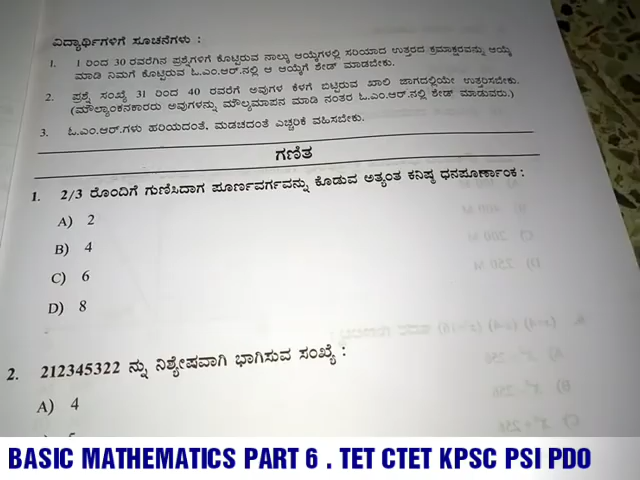 ವಿದ್ಯಾರ್ಥಿಗಳಿಗೆ ಸೂಚನೆಗಳು :
1. 1 ರಿಂದ 30 ರವರೆಗಿನ ಪ್ರಶ್ನೆಗಳಿಗೆ ಕೊಟ್ಟಿರುವ ನಾಲ್ಕು ಆಯ್ಕೆಗಳಲ್ಲಿ ಸರಿಯಾದ ಉತ್ತರದ ಕ್ರಮಾಕ್ಷರವನ್ನು ಆಯ್ಕೆ
ಮಾಡಿ ನಿಮಗೆ ಕೊಟ್ಟಿರುವ ಓ.ಎಂ.ಆರ್.ನಲ್ಲಿ ಆ ಆಯ್ಕೆಗೆ ಶೇಡ್ ಮಾಡಬೇಕು.
2. ಪ್ರಶ್ನೆ ಸಂಖ್ಯೆ 31 ರಿಂದ 40 ರವರೆಗೆ ಅವುಗಳ ಕೆಳಗೆ ಬಿಟ್ಟಿರುವ ಖಾಲಿ ಜಾಗದಲ್ಲಿಯೇ ಉತ್ತರಿಸಬೇಕು.
(ಮೌಲ್ಯಾಂಕನಕಾರರು ಅವುಗಳನ್ನು ಮೌಲ್ಯಮಾಪನ ಮಾಡಿ ನಂತರ ಓ.ಎಂ.ಆರ್.ನಲ್ಲಿ ಶೇಡ್ ಮಾಡುವರು.)
3. ಓ.ಎಂ.ಆರ್.ಗಳು ಹರಿಯದಂತೆ, ಮಡಚದಂತೆ ಎಚ್ಚರಿಕೆ ವಹಿಸಬೇಕು.
ಗಣಿತ
1. 2/3 ರೊಂದಿಗೆ ಗುಣಿಸಿದಾಗ ಪೂರ್ಣವರ್ಗವನ್ನು ಕೊಡುವ ಅತ್ಯಂತ ಕನಿಷ್ಠ ಧನಪೂರ್ಣಾಂಕ :
A) 2
B) 4
C) 6
D) 8
2. 212345322 ನ್ನು ನಿಶ್ಶೇಷವಾಗಿ ಭಾಗಿಸುವ ಸಂಖ್ಯೆ :
A) 4
BASIC MATHEMATICS PART 6 . TET CTET KPSC PSI PDO